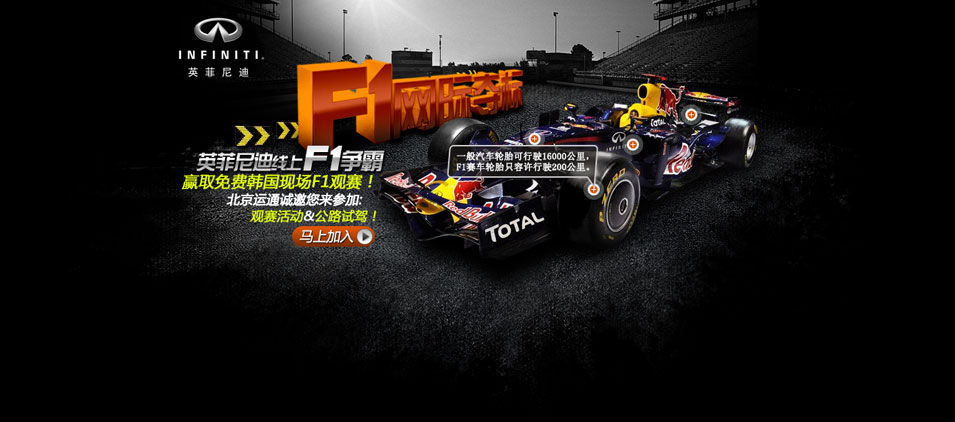 INFINITI
英菲尼迪
F1网际夺标
英菲尼迪线上F1争霸
赢取免费韩国现场F1观赛！
北京运通诚邀您来参加:
观赛活动&公路试驾！
马上加入
一般汽车轮胎可行驶16000公里,
F1赛车轮胎只容许行驶200公里。
Red Bull
TOTAL
TOTAL